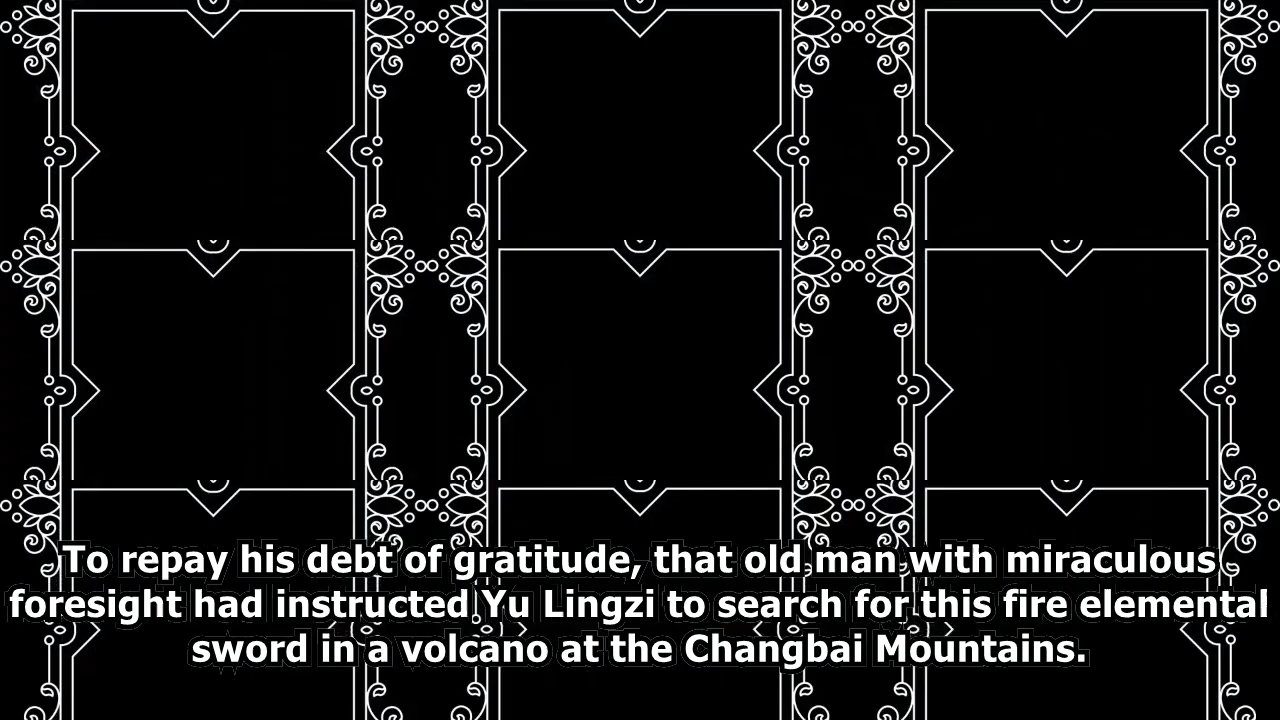 To repay his debt of gratitude, that old man with miraculous
foresight had instructed Yu Lingzi to search for this fire elemental
sword in a volcano at the Changbai Mountains.